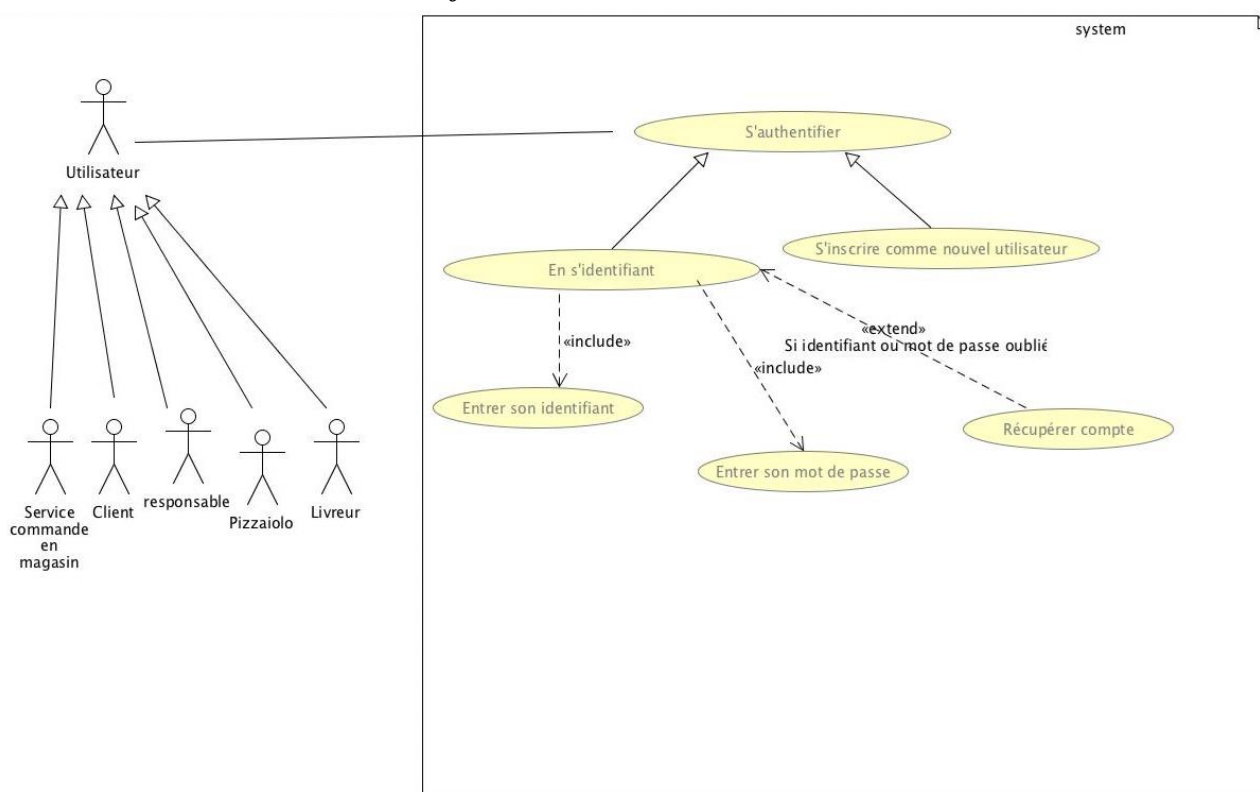 system
S'authentifier
Utilisateur
S'inscrire comme nouvel utilisateur
En s'identifiant
«extend»
«include»
Si identifiant ou mot de passe oublié
«include»
Entrer son identifiant
Récupérer compte
Entrer son mot de passe
Service
commande
en
magasin
Client
responsable
Pizzaiolo
Livreur